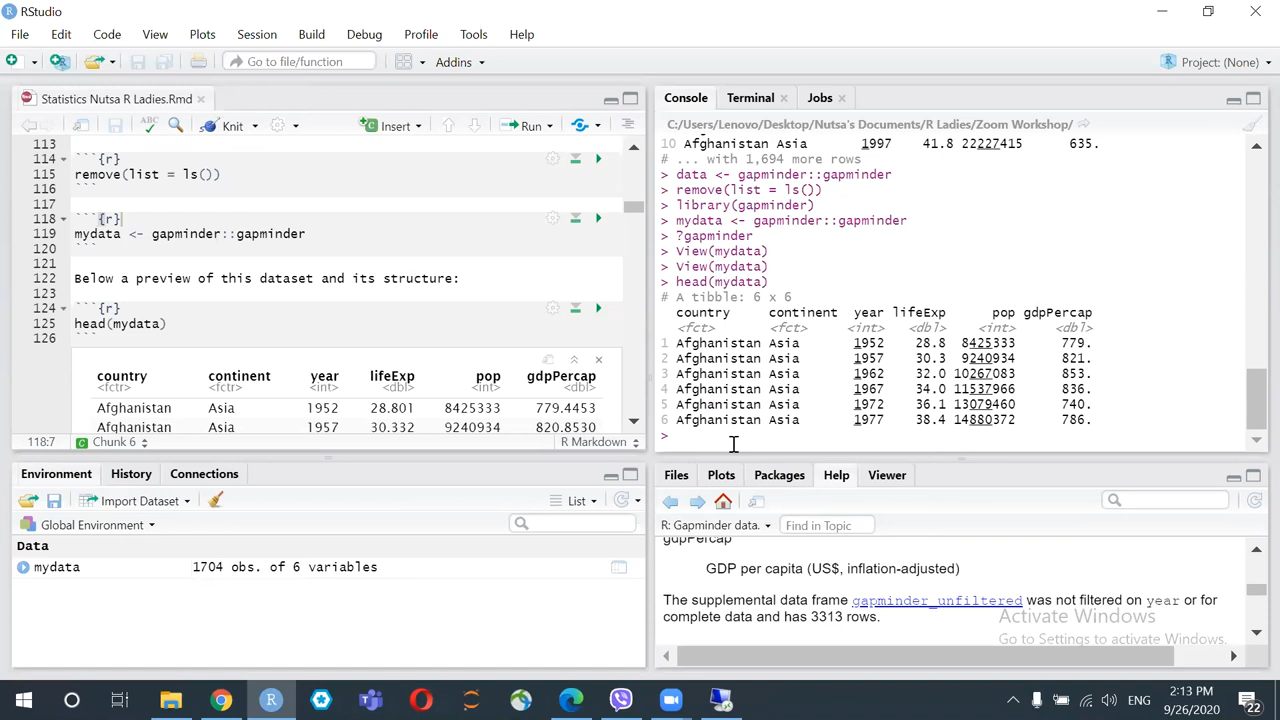 RStudio
File Edit Code View Plots Session Build Debug Profile Tools Help
Go to file/function Addins Project: (None)
Statistics Nutsa R Ladies.Rmd
ABC Knit Insert Run
113
114 ```{r}
115 remove(list = ls())
116 ```
117
118 ```{r}
119 mydata <- gapminder::gapminder
120 ```
121
122 Below a preview of this dataset and its structure:
123
124 ```{r}
125 head(mydata)
126 ```
country continent year lifeExp pop gdpPercap
<fctr> <fctr> <int> <dbl> <int> <dbl>
Afghanistan Asia 1952 28.801 8425333 779.4453
Afghanistan Asia 1957 30.332 9240934 820.8530
118:7 Chunk 6 R Markdown
Console Terminal Jobs
C:/Users/Lenovo/Desktop/Nutsa's Documents/R Ladies/Zoom Workshop/
10 Afghanistan Asia 1997 41.8 22227415 635.
# ... with 1,694 more rows
> data <- gapminder::gapminder
> remove(list = ls())
> library(gapminder)
> mydata <- gapminder::gapminder
> ?gapminder
> View(mydata)
> View(mydata)
> head(mydata)
# A tibble: 6 x 6
country continent year lifeExp pop gdpPercap
<fct> <fct> <int> <dbl> <int> <dbl>
1 Afghanistan Asia 1952 28.8 8425333 779.
2 Afghanistan Asia 1957 30.3 9240934 821.
3 Afghanistan Asia 1962 32.0 10267083 853.
4 Afghanistan Asia 1967 34.0 11537966 836.
5 Afghanistan Asia 1972 36.1 13079460 740.
6 Afghanistan Asia 1977 38.4 14880372 786.
>
Environment History Connections
Import Dataset List
Global Environment
Data
mydata 1704 obs. of 6 variables
Files Plots Packages Help Viewer
R: Gapminder data. Find in Topic
gdpPercap
GDP per capita (US$, inflation-adjusted)
The supplemental data frame gapminder_unfiltered was not filtered on year or for
complete data and has 3313 rows.
Activate Windows
Go to Settings to activate Windows.
ENG 2:13 PM
9/26/2020 22